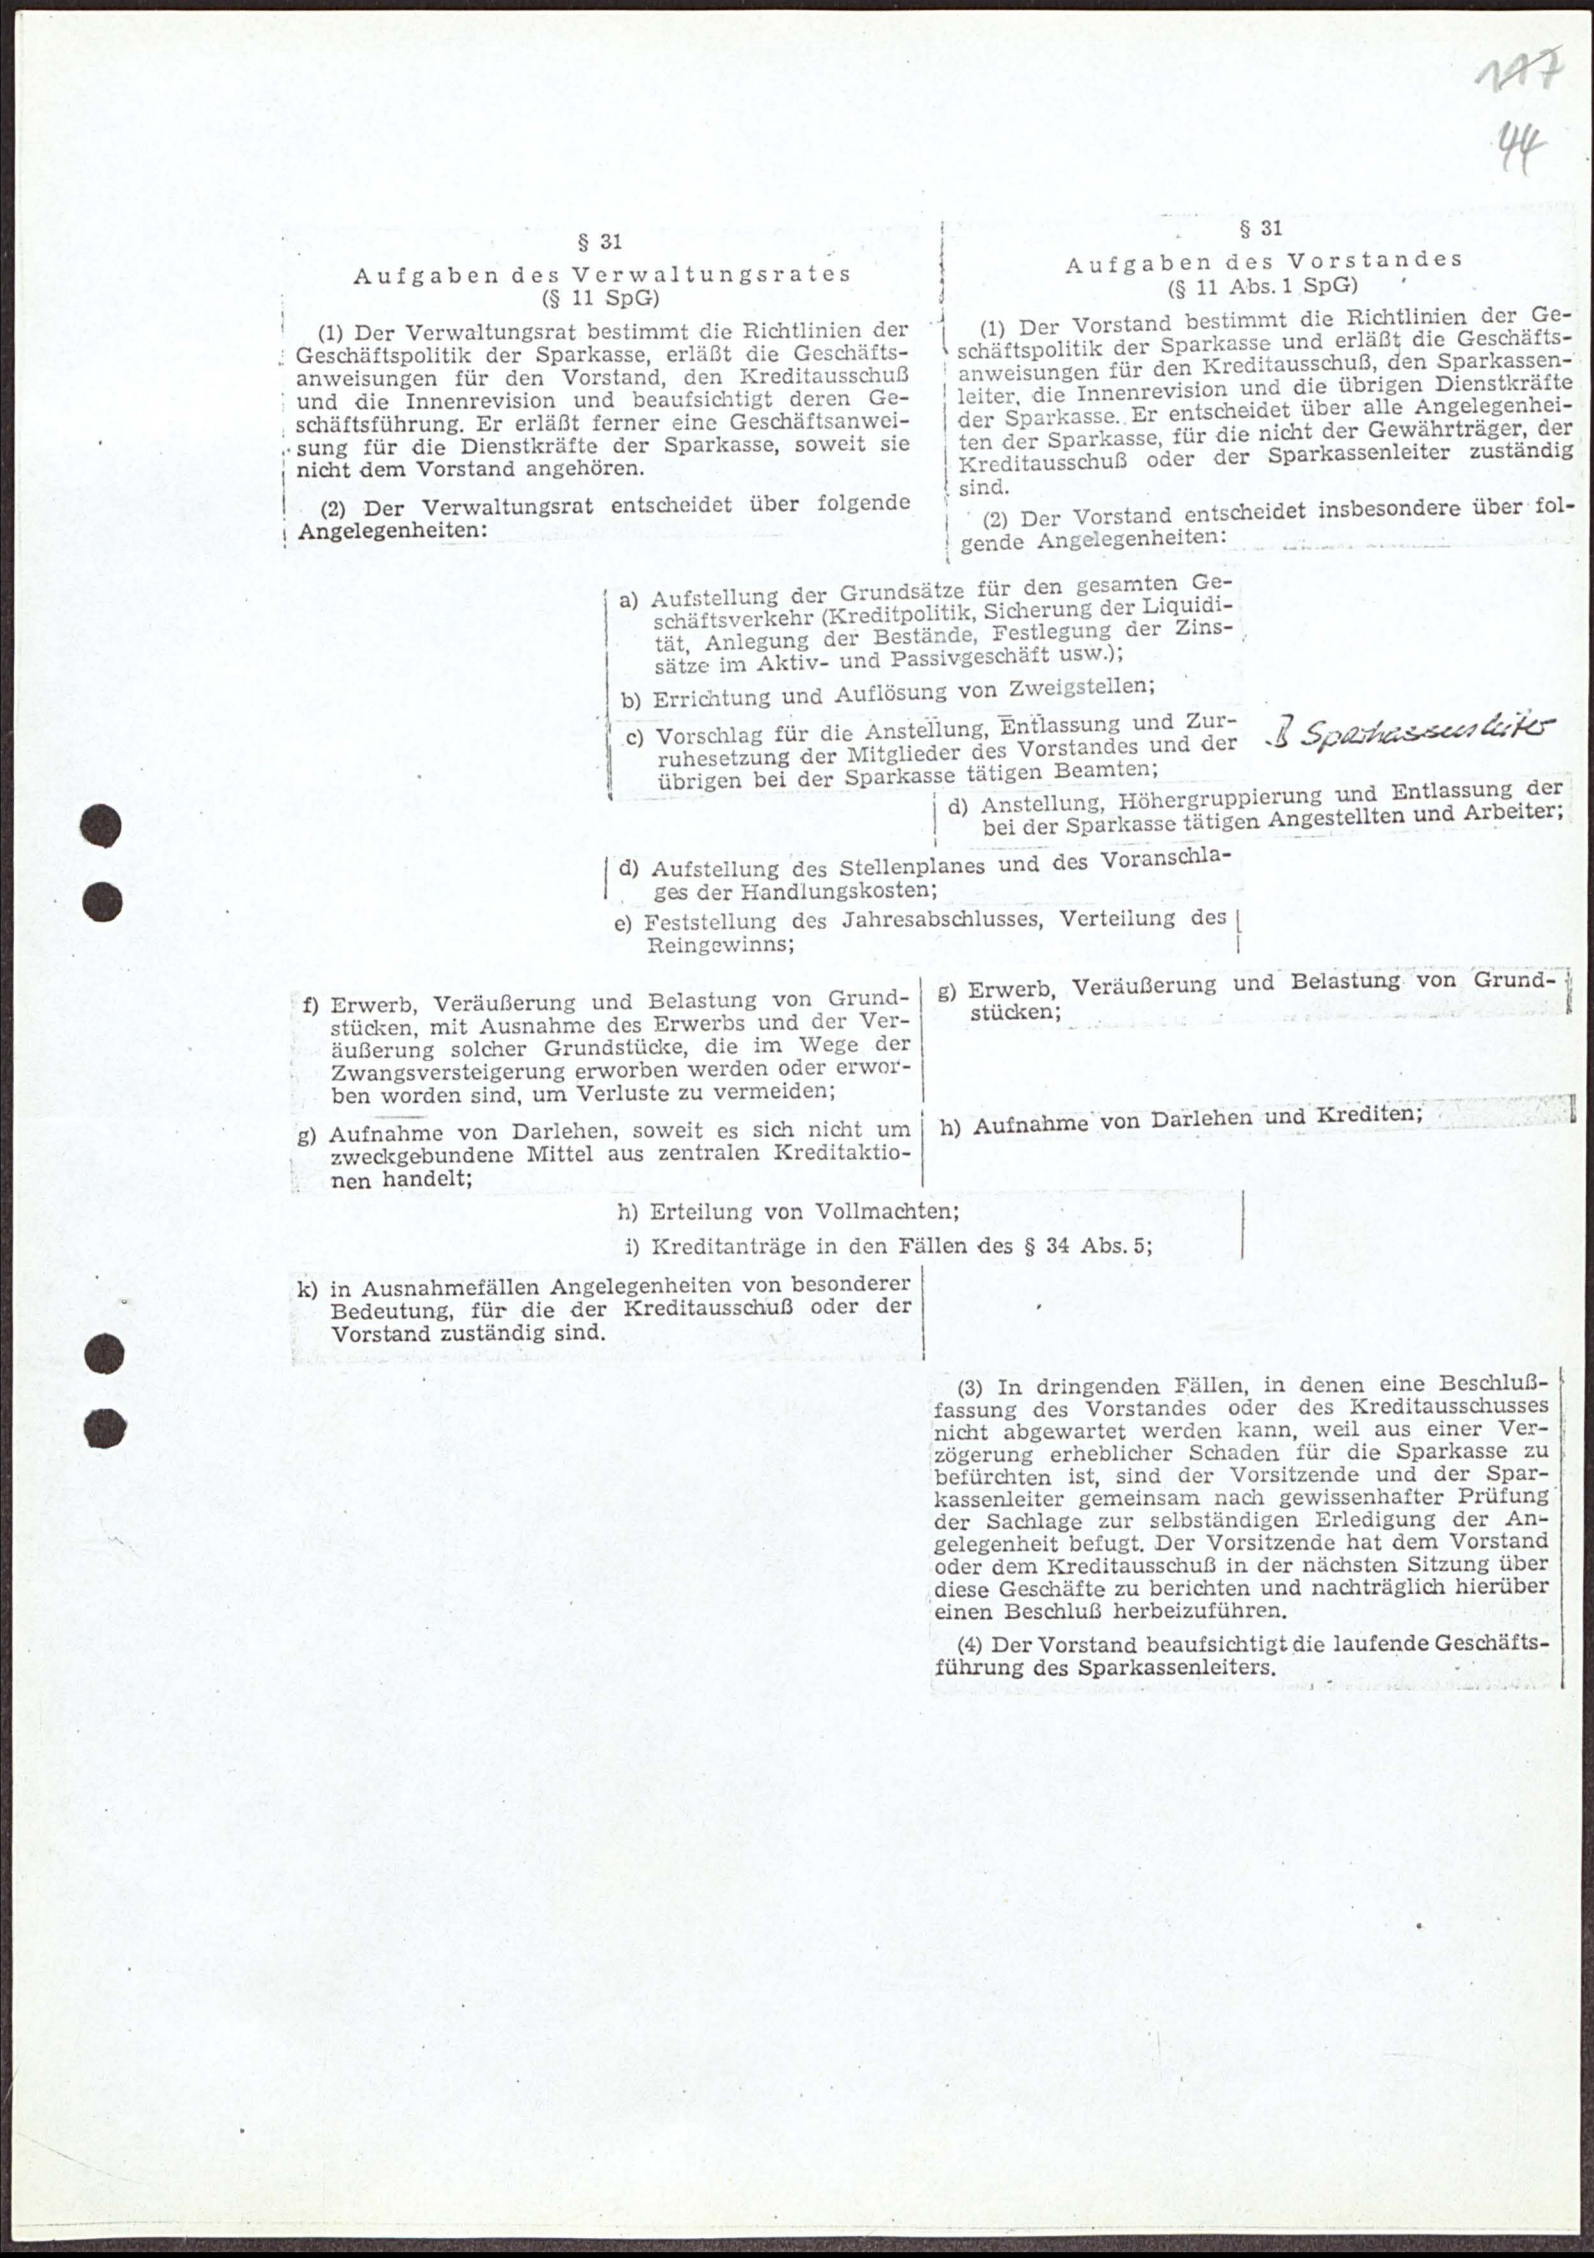 117
44
§ 31
Aufgaben des Verwaltungsrates
(§ 11 SpG)
(1) Der Verwaltungsrat bestimmt die Richtlinien der
Geschäftspolitik der Sparkasse, erläßt die Geschäfts-
anweisungen für den Vorstand, den Kreditausschuß
und die Innenrevision und beaufsichtigt deren Ge-
schäftsführung. Er erläßt ferner eine Geschäftsanwei-
sung für die Dienstkräfte der Sparkasse, soweit sie
nicht dem Vorstand angehören.
(2) Der Verwaltungsrat entscheidet über folgende
Angelegenheiten:
§ 31
Aufgaben des Vorstandes
(§ 11 Abs. 1 SpG)
(1) Der Vorstand bestimmt die Richtlinien der Ge-
schäftspolitik der Sparkasse und erläßt die Geschäfts-
anweisungen für den Kreditausschuß, den Sparkassen-
leiter, die Innenrevision und die übrigen Dienstkräfte
der Sparkasse. Er entscheidet über alle Angelegenhei-
ten der Sparkasse, für die nicht der Gewährträger, der
Kreditausschuß oder der Sparkassenleiter zuständig
sind.
(2) Der Vorstand entscheidet insbesondere über fol-
gende Angelegenheiten:
a) Aufstellung der Grundsätze für den gesamten Ge-
schäftsverkehr (Kreditpolitik, Sicherung der Liquidi-
tät, Anlegung der Bestände, Festlegung der Zins-
sätze im Aktiv- und Passivgeschäft usw.);
b) Errichtung und Auflösung von Zweigstellen;
c) Vorschlag für die Anstellung, Entlassung und Zur-
ruhesetzung der Mitglieder des Vorstandes und der
übrigen bei der Sparkasse tätigen Beamten;
Sparkassenleiter
d) Anstellung, Höhergruppierung und Entlassung der
bei der Sparkasse tätigen Angestellten und Arbeiter;
d) Aufstellung des Stellenplanes und des Voranschla-
ges der Handlungskosten;
e) Feststellung des Jahresabschlusses, Verteilung des
Reingewinns;
f) Erwerb, Veräußerung und Belastung von Grund-
stücken, mit Ausnahme des Erwerbs und der Ver-
äußerung solcher Grundstücke, die im Wege der
Zwangsversteigerung erworben werden oder erwor-
ben worden sind, um Verluste zu vermeiden;
g) Erwerb, Veräußerung und Belastung von Grund-
stücken;
g) Aufnahme von Darlehen, soweit es sich nicht um
zweckgebundene Mittel aus zentralen Kreditaktio-
nen handelt;
h) Aufnahme von Darlehen und Krediten;
h) Erteilung von Vollmachten;
i) Kreditanträge in den Fällen des § 34 Abs. 5;
k) in Ausnahmefällen Angelegenheiten von besonderer
Bedeutung, für die der Kreditausschuß oder der
Vorstand zuständig sind.
(3) In dringenden Fällen, in denen eine Beschluß-
fassung des Vorstandes oder des Kreditausschusses
nicht abgewartet werden kann, weil aus einer Ver-
zögerung erheblicher Schaden für die Sparkasse zu
befürchten ist, sind der Vorsitzende und der Spar-
kassenleiter gemeinsam nach gewissenhafter Prüfung
der Sachlage zur selbständigen Erledigung der An-
gelegenheit befugt. Der Vorsitzende hat dem Vorstand
oder dem Kreditausschuß in der nächsten Sitzung über
diese Geschäfte zu berichten und nachträglich hierüber
einen Beschluß herbeizuführen.
(4) Der Vorstand beaufsichtigt die laufende Geschäfts-
führung des Sparkassenleiters.